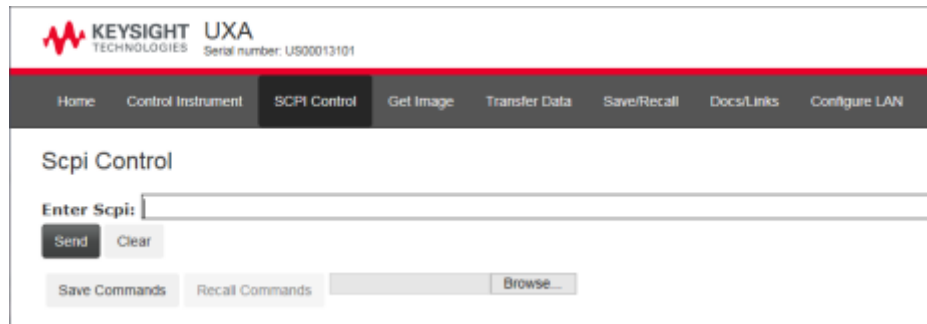 KEYSIGHT UXA
TECHNOLOGIES Serial number: US00013101
Home Control Instrument SCPI Control Get Image Transfer Data Save/Recall Docs/Links Configure LAN
Scpi Control
Enter Scpi:
Send Clear
Save Commands Recall Commands Browse...